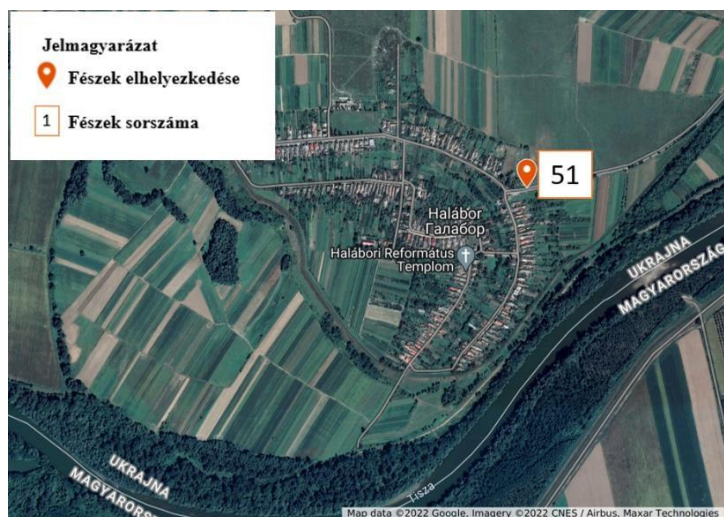 Jelmagyarázat
Fészek elhelyezkedése
1 Fészek sorszáma
51
Halábor
Галабор
Halábori Református
Templom
UKRAJNA
MAGYARORSZÁG
UKRAJNA
MAGYARORSZÁG
Tisza
Map data ©2022 Google, Imagery ©2022 CNES / Airbus, Maxar Technologies